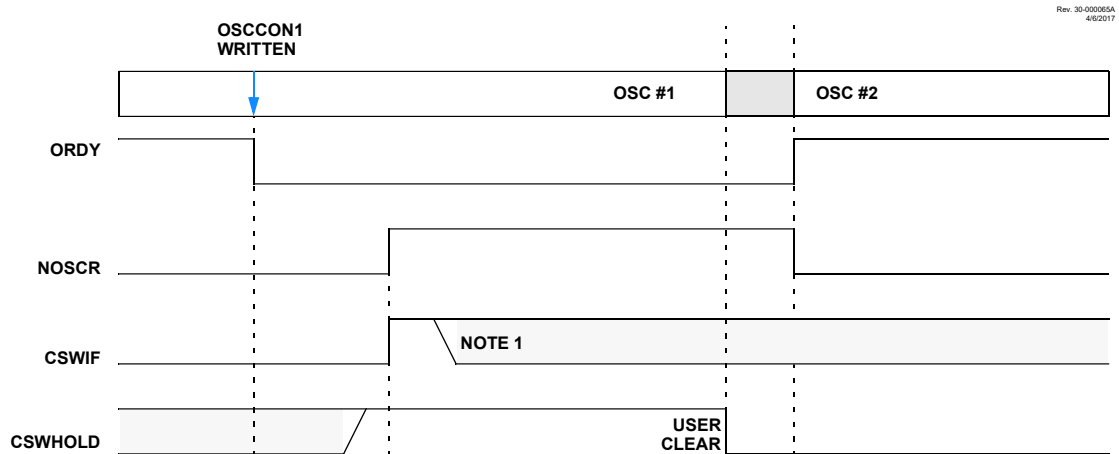 Rev. 30-000065A
4/6/2017
OSCCON1
WRITTEN
OSC #1
OSC #2
ORDY
NOSCR
CSWIF
NOTE 1
CSWHOLD
USER
CLEAR